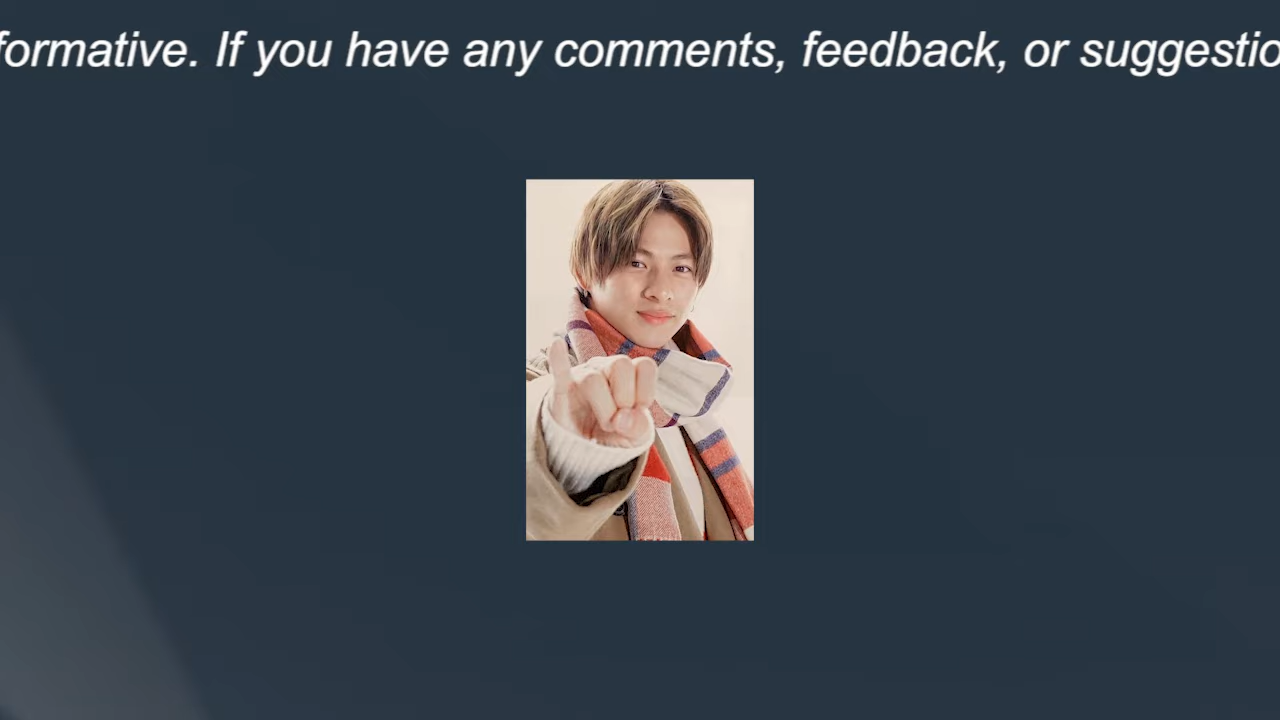 formative. If you have any comments, feedback, or suggestio